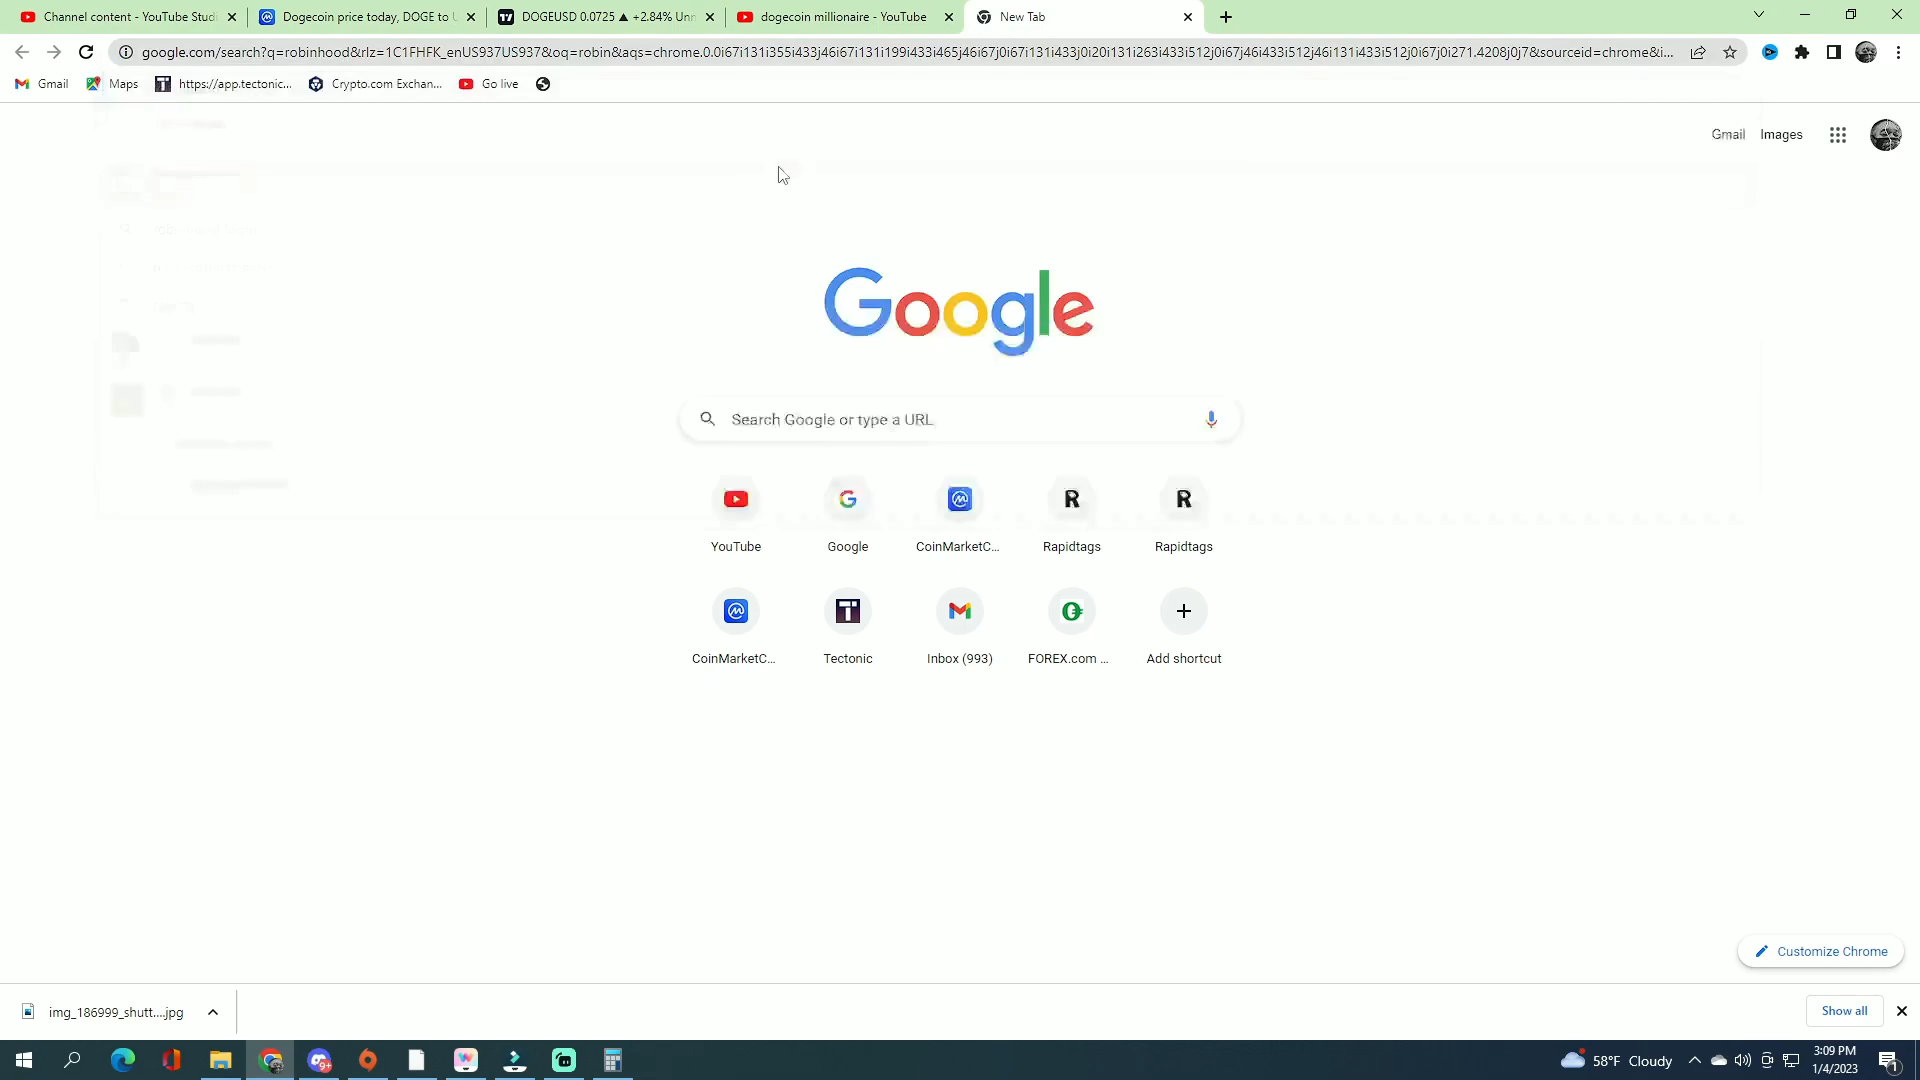 Channel content - YouTube Studi
Dogecoin price today, DOGE to U
DOGEUSD 0.0725 ▲ +2.84% Unn
dogecoin millionaire - YouTube
New Tab
google.com/search?q=robinhood&rlz=1C1FHFK_enUS937US937&oq=robin&aqs=chrome.0.0i67i131i355i433j46i67i131i199i433i465j46i67j0i67i131i433j0i20i131i263i433i512j0i67j46i433i512j46i131i433i512j0i67j0i271.4208j0j7&sourceid=chrome&i...
Gmail
Maps
https://app.tectonic...
Crypto.com Exchan...
Go live
Gmail
Images
Google
Search Google or type a URL
YouTube
Google
CoinMarketC...
Rapidtags
Rapidtags
CoinMarketC...
Tectonic
Inbox (993)
FOREX.com ...
Add shortcut
Customize Chrome
img_186999_shutt....jpg
Show all
9+
58°F Cloudy
3:09 PM
1/4/2023
1